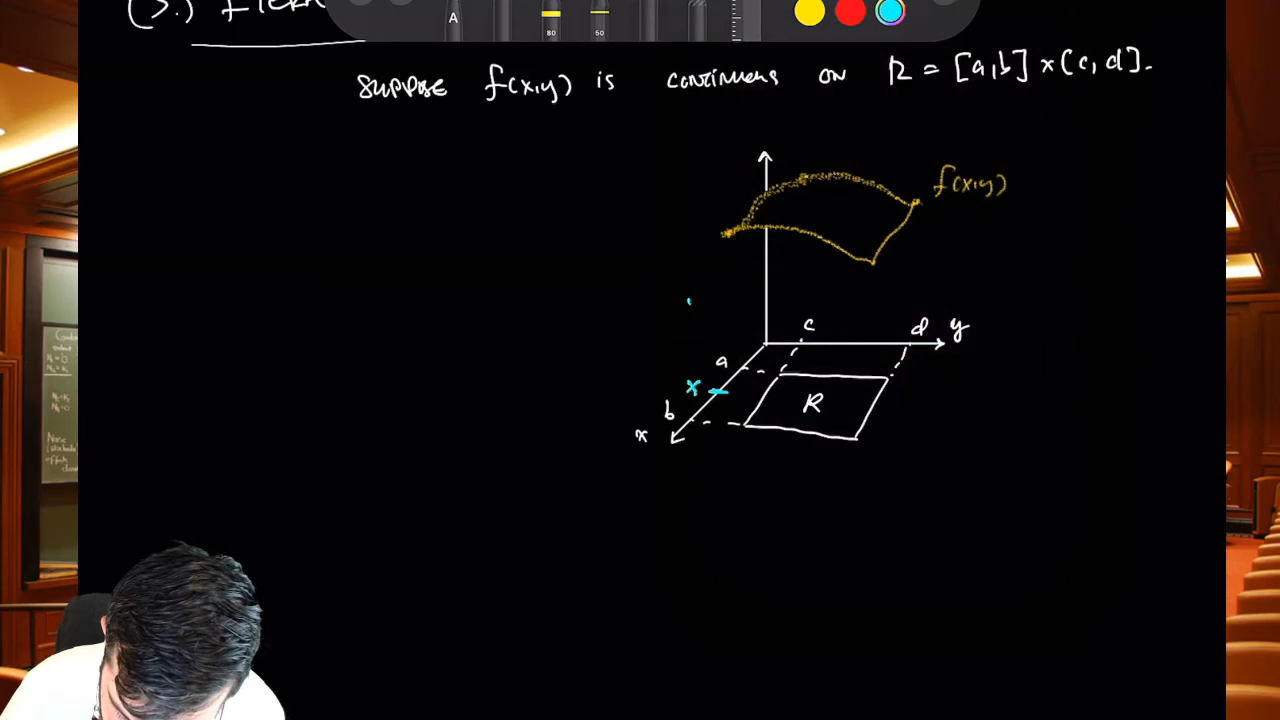 Suppose f(x,y) is continuous on R = [a,b] x [c,d].
f(x,y)
c
d
y
a
x
R
b
x
A
80
50